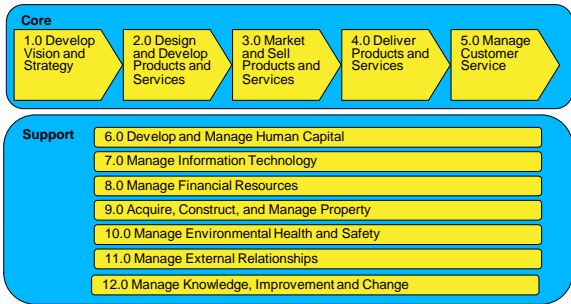 Core
1.0 Develop
Vision and
Strategy
2.0 Design
and Develop
Products and
Services
3.0 Market
and Sell
Products and
Services
4.0 Deliver
Products and
Services
5.0 Manage
Customer
Service
Support
6.0 Develop and Manage Human Capital
7.0 Manage Information Technology
8.0 Manage Financial Resources
9.0 Acquire, Construct, and Manage Property
10.0 Manage Environmental Health and Safety
11.0 Manage External Relationships
12.0 Manage Knowledge, Improvement and Change